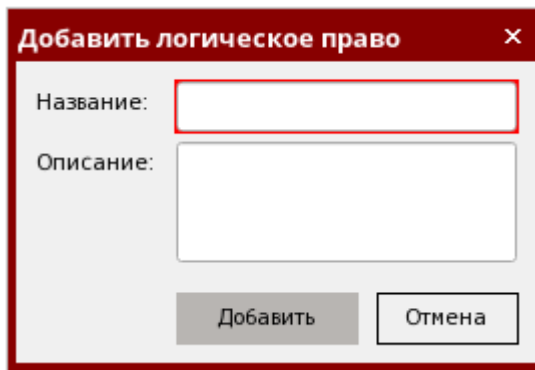 Добавить логическое право ×
Название:
Описание:
Добавить Отмена